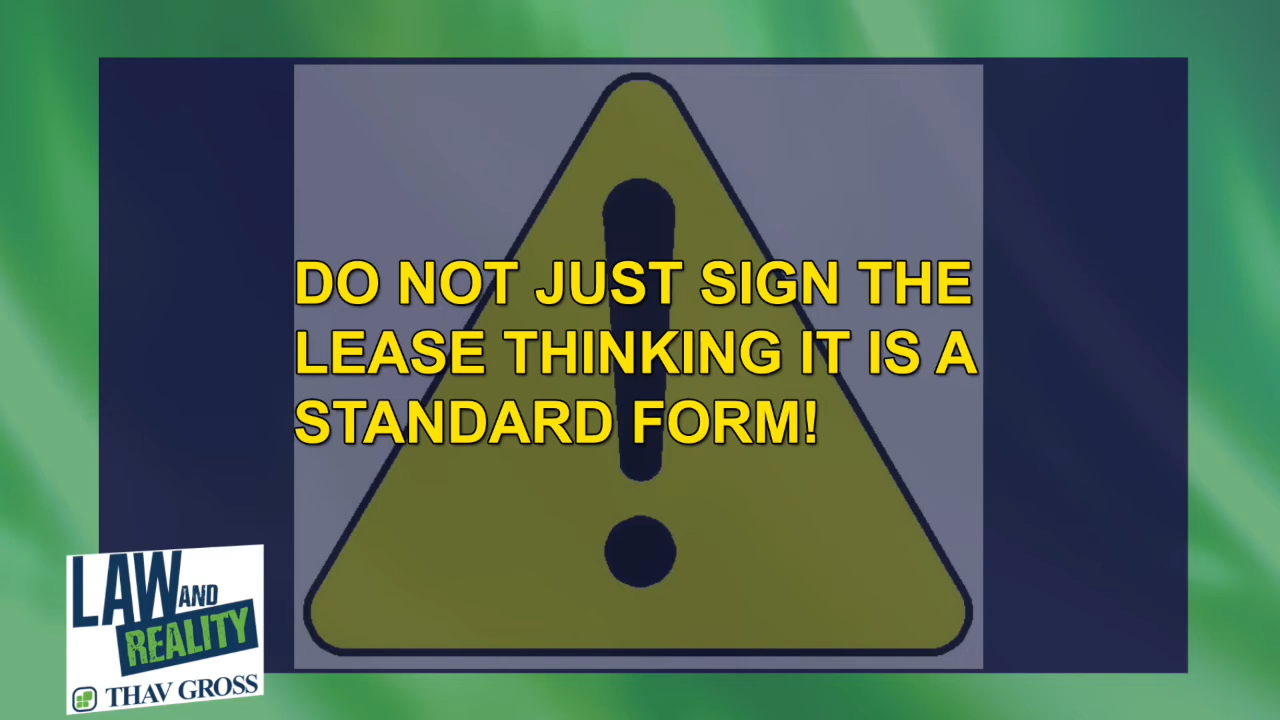 DO NOT JUST SIGN THE
LEASE THINKING IT IS A
STANDARD FORM!
LAW AND
REALITY
THAV GROSS